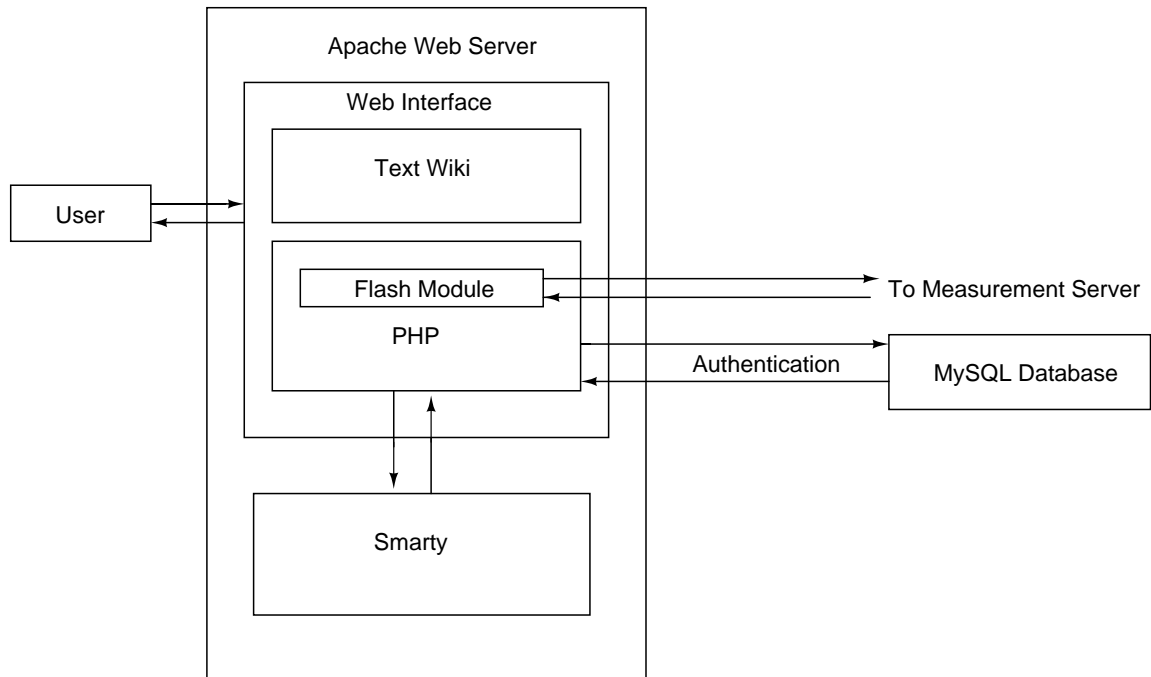 Apache Web Server
Web Interface
Text Wiki
User
Flash Module
To Measurement Server
PHP
Authentication
MySQL Database
Smarty